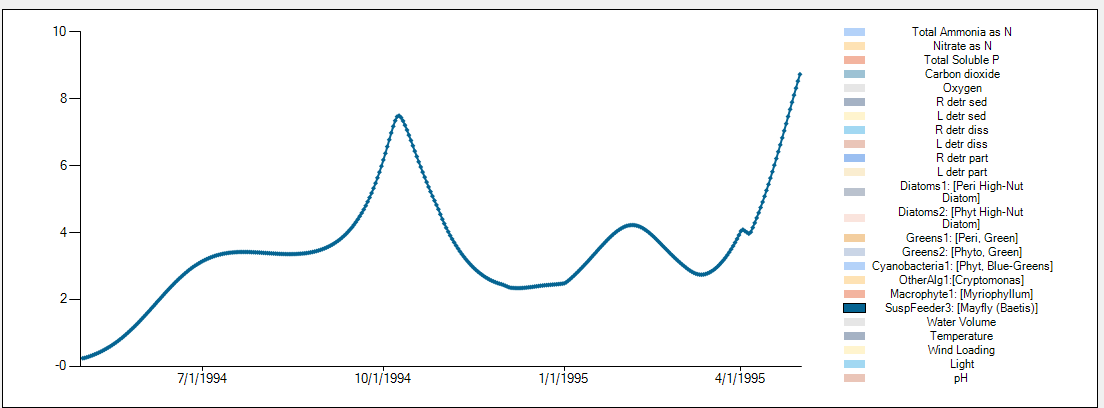 10
8
6
4
2
-0
7/1/1994
10/1/1994
1/1/1995
4/1/1995
Total Ammonia as N
Nitrate as N
Total Soluble P
Carbon dioxide
Oxygen
R detr sed
L detr sed
R detr diss
L detr diss
R detr part
L detr part
Diatoms1: [Peri High-Nut
Diatom]
Diatoms2: [Phyt High-Nut
Diatom]
Greens1: [Peri, Green]
Greens2: [Phyto, Green]
Cyanobacteria1: [Phyt, Blue-Greens]
OtherAlg1:[Cryptomonas]
Macrophyte1: [Myriophyllum]
SuspFeeder3: [Mayfly (Baetis)]
Water Volume
Temperature
Wind Loading
Light
pH